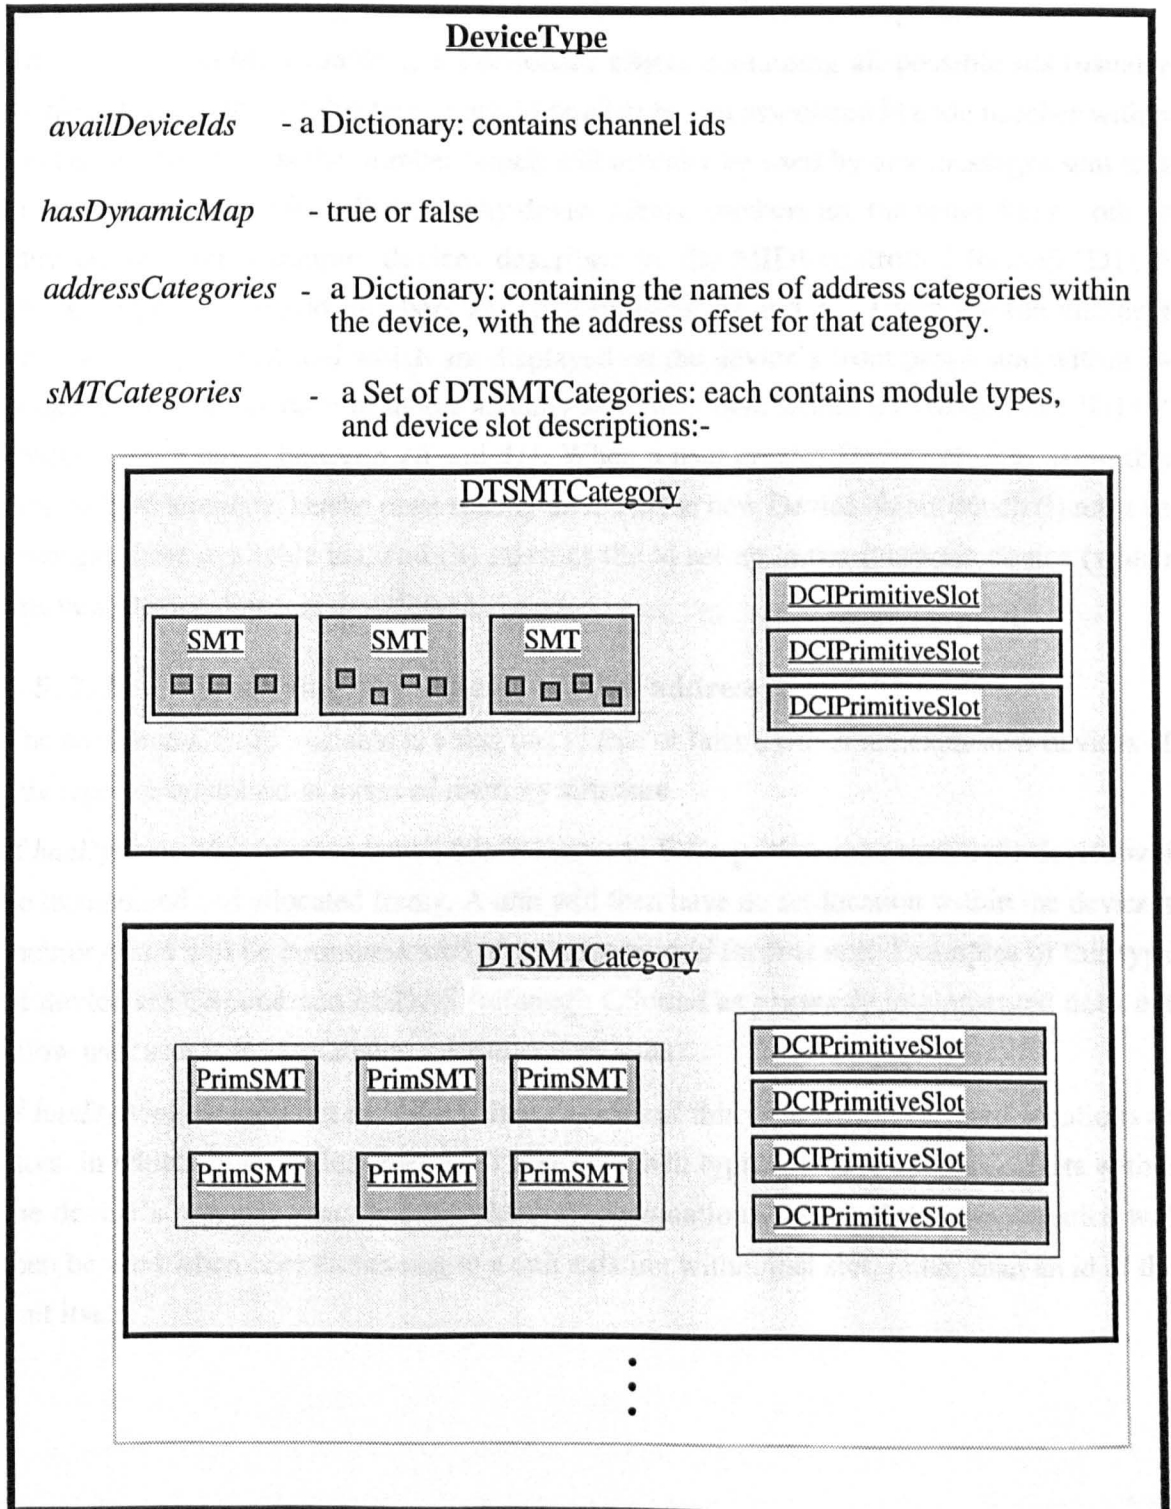 DeviceType
availDeviceIds - a Dictionary: contains channel ids
hasDynamicMap - true or false
addressCategories - a Dictionary: containing the names of address categories within
the device, with the address offset for that category.
sMTCategories - a Set of DTSMTCategories: each contains module types,
and device slot descriptions:-
DTSMTCategory
SMT SMT SMT
DCIPrimitiveSlot
DCIPrimitiveSlot
DCIPrimitiveSlot
DTSMTCategory
PrimSMT PrimSMT PrimSMT
PrimSMT PrimSMT PrimSMT
DCIPrimitiveSlot
DCIPrimitiveSlot
DCIPrimitiveSlot
DCIPrimitiveSlot